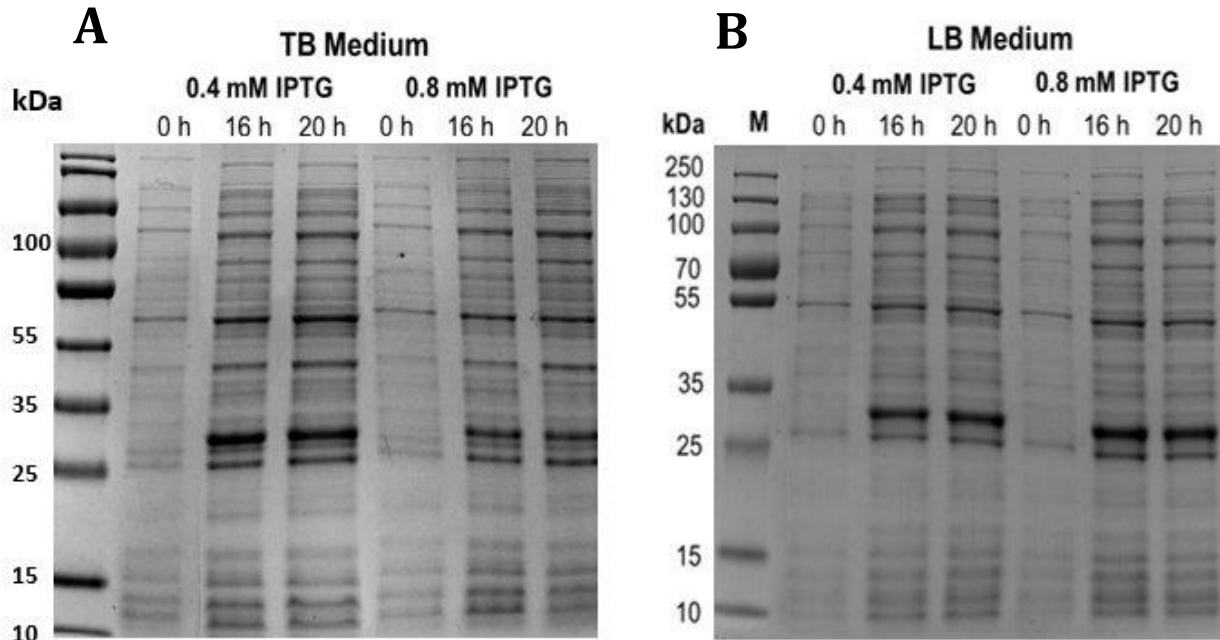 A
TB Medium
0.4 mM IPTG 0.8 mM IPTG
kDa
0 h 16 h 20 h 0 h 16 h 20 h
100
55
35
25
15
10
B
LB Medium
0.4 mM IPTG 0.8 mM IPTG
kDa M 0 h 16 h 20 h 0 h 16 h 20 h
250
130
100
70
55
35
25
15
10